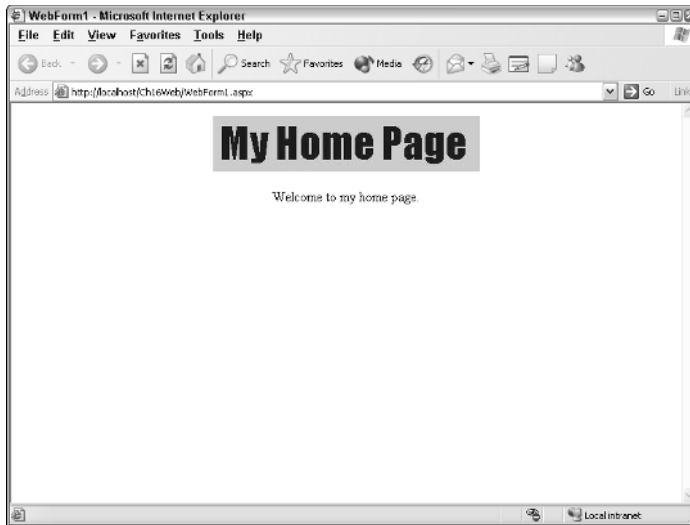 WebForm1 - Microsoft Internet Explorer
File Edit View Favorites Tools Help
Back Search Favorites Media
Address http://localhost/Ch16Web/WebForm1.aspx Go Links
My Home Page
Welcome to my home page.
Local intranet